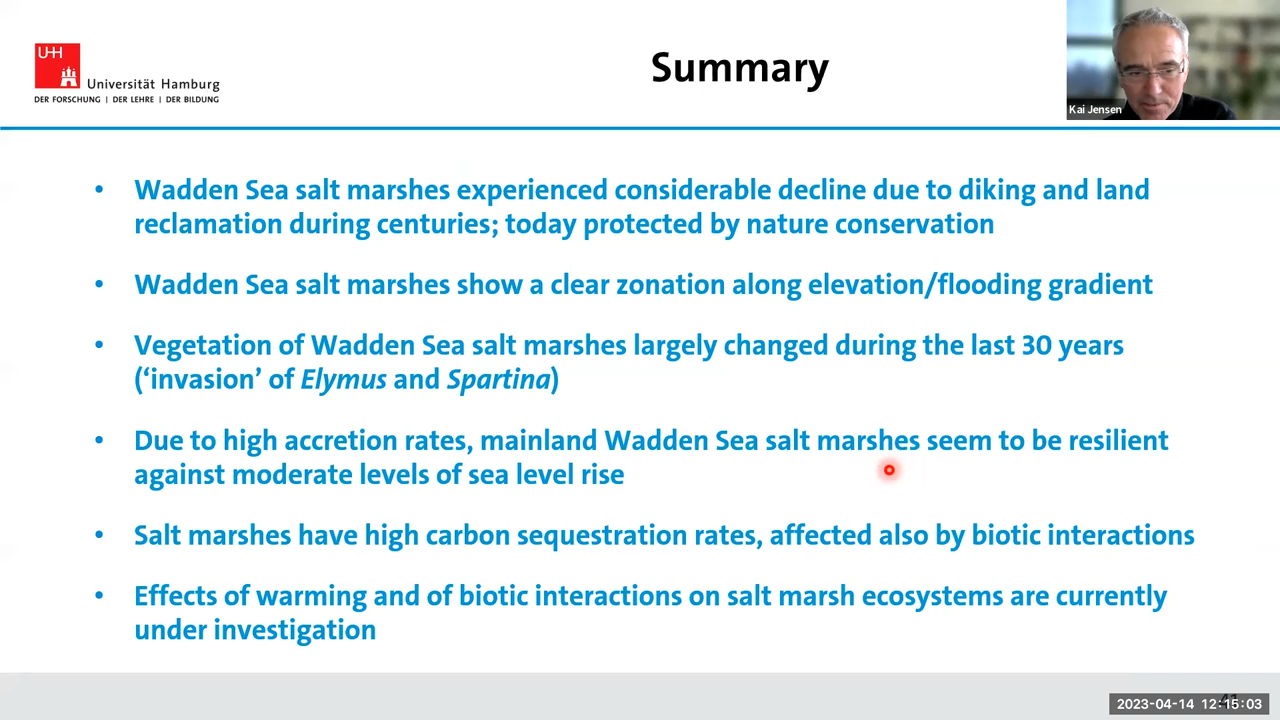 UHH
Universität Hamburg
DER FORSCHUNG | DER LEHRE | DER BILDUNG
Summary
Kai Jensen
• Wadden Sea salt marshes experienced considerable decline due to diking and land
reclamation during centuries; today protected by nature conservation
• Wadden Sea salt marshes show a clear zonation along elevation/flooding gradient
• Vegetation of Wadden Sea salt marshes largely changed during the last 30 years
(‘invasion’ of Elymus and Spartina)
• Due to high accretion rates, mainland Wadden Sea salt marshes seem to be resilient
against moderate levels of sea level rise
• Salt marshes have high carbon sequestration rates, affected also by biotic interactions
• Effects of warming and of biotic interactions on salt marsh ecosystems are currently
under investigation
2023-04-14 12:15:03